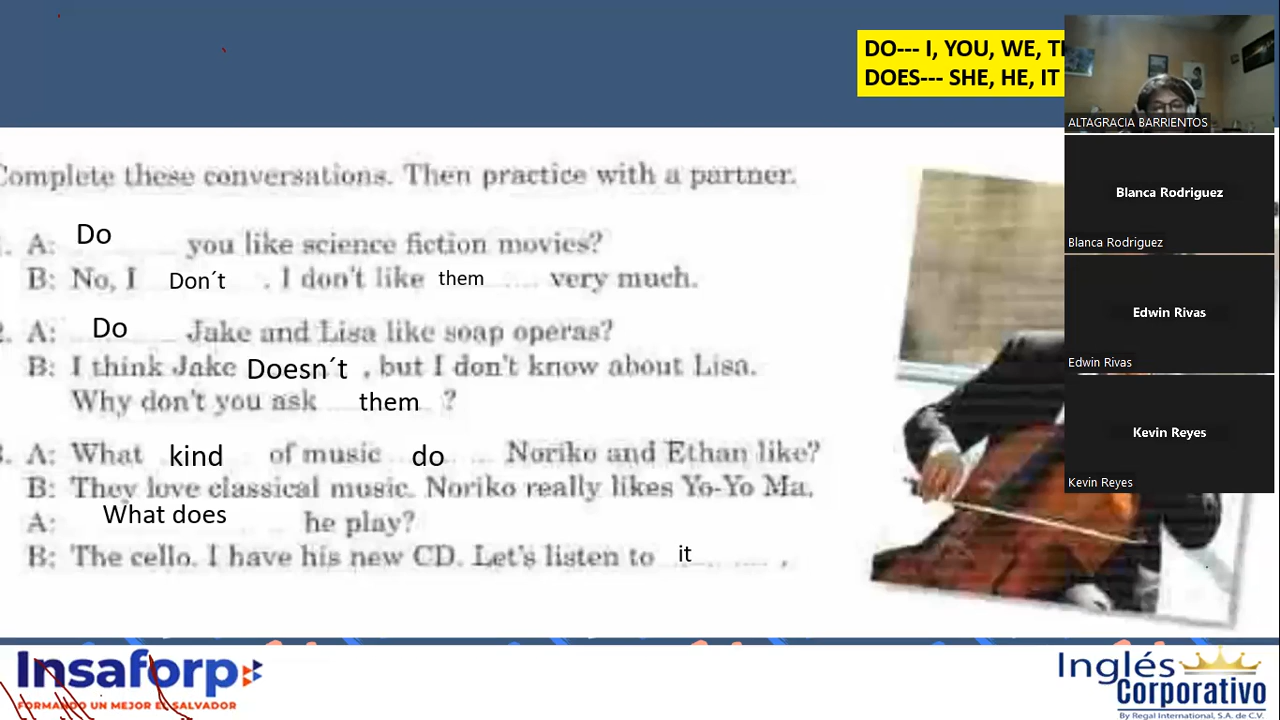 DO--- I, YOU, WE,
DOES--- SHE, HE, IT
Complete these conversations. Then practice with a partner.
A: Do you like science fiction movies?
B: No, I Don´t . I don't like them very much.
A: Do Jake and Lisa like soap operas?
B: I think Jake Doesn´t , but I don't know about Lisa.
Why don't you ask them ?
A: What kind of music do Noriko and Ethan like?
B: They love classical music. Noriko really likes Yo-Yo Ma.
A: What does he play?
B: The cello. I have his new CD. Let's listen to it .
ALTAGRACIA BARRIENTOS
Blanca Rodriguez
Blanca Rodriguez
Edwin Rivas
Edwin Rivas
Kevin Reyes
Kevin Reyes
Insaforp
FORMANDO UN MEJOR EL SALVADOR
Inglés
Corporativo
By Regal International, S.A. de C.V.